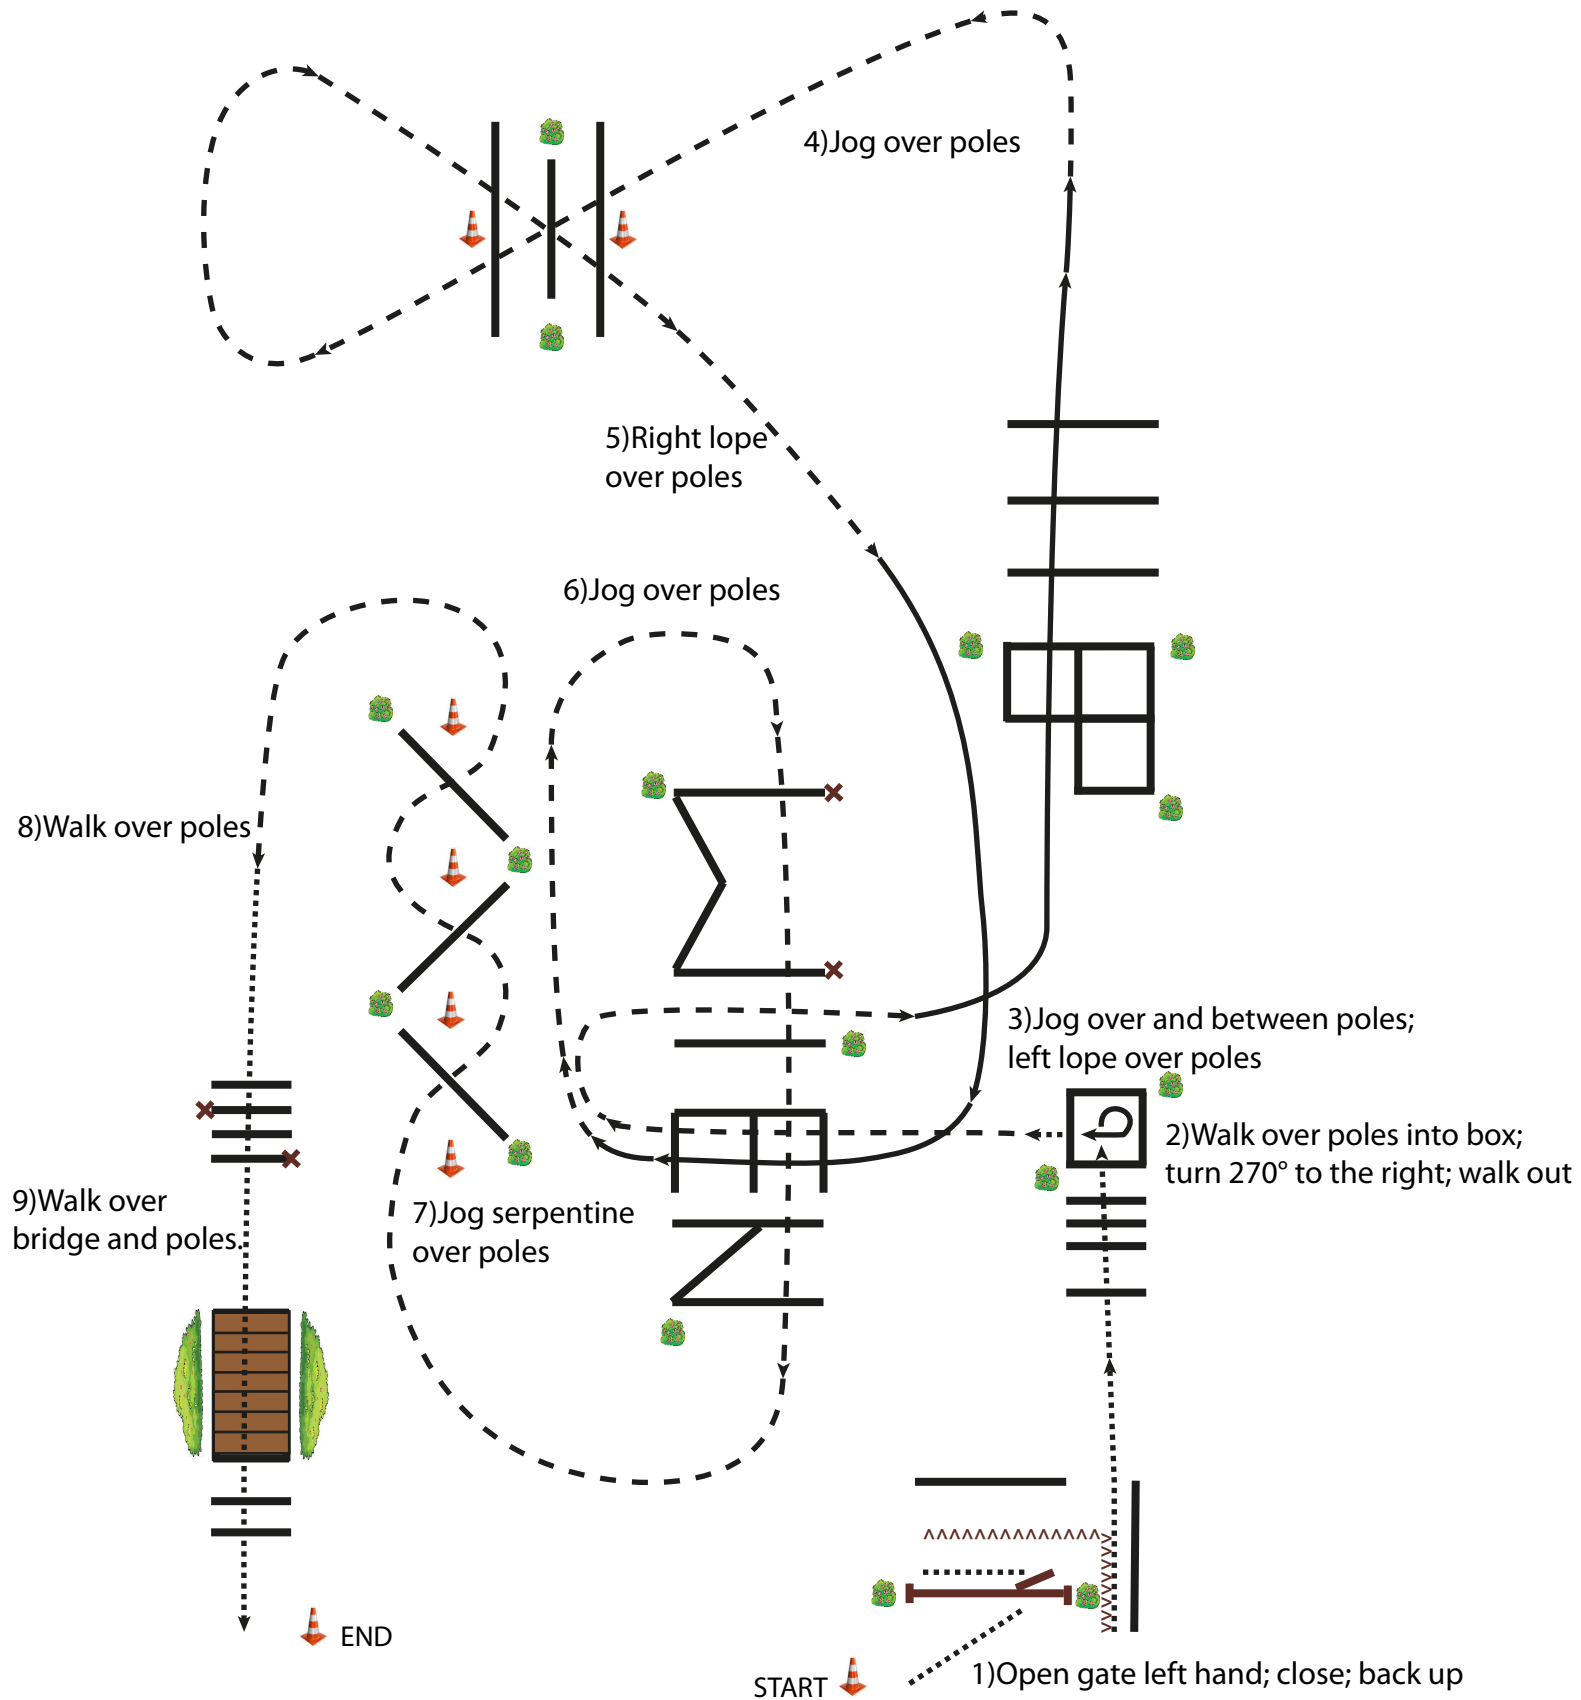 4)Jog over poles
5)Right lope
over poles
6)Jog over poles
8)Walk over poles
3)Jog over and between poles;
left lope over poles
2)Walk over poles into box;
turn 270° to the right; walk out
9)Walk over
bridge and poles.
7)Jog serpentine
over poles
END
START
1)Open gate left hand; close; back up